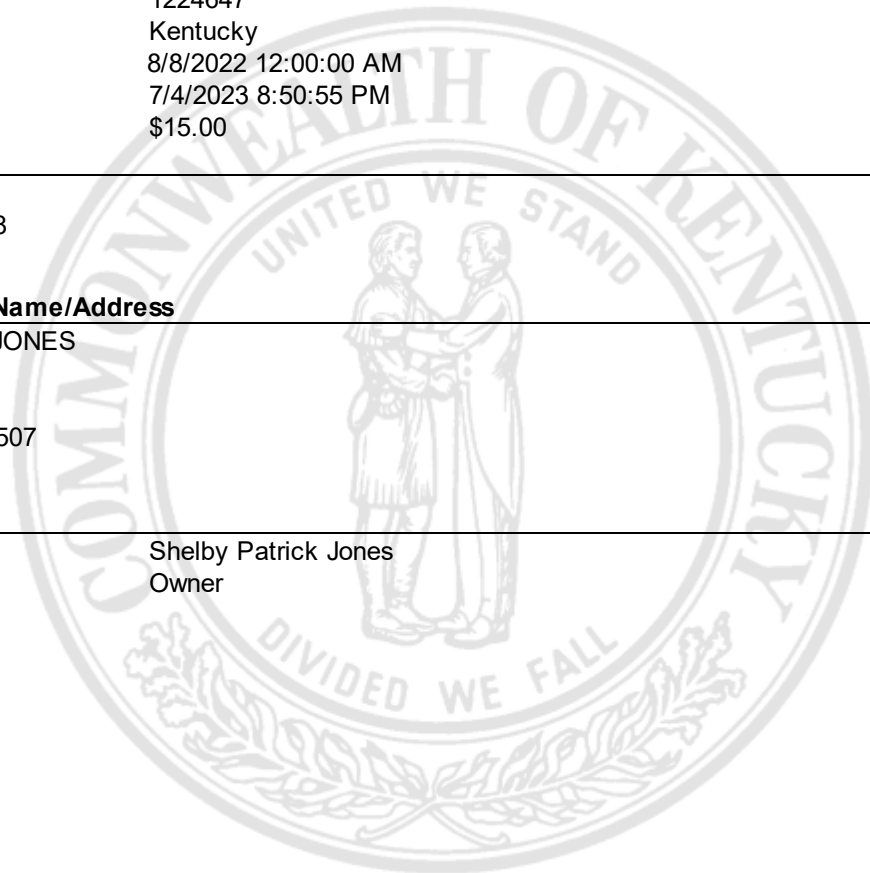 1224647
Kentucky
8/8/2022 12:00:00 AM
7/4/2023 8:50:55 PM
$15.00
COMMONWEALTH OF KENTUCKY
UNITED WE STAND
3
Name/Address
JONES
507
Shelby Patrick Jones
Owner
DIVIDED WE FALL